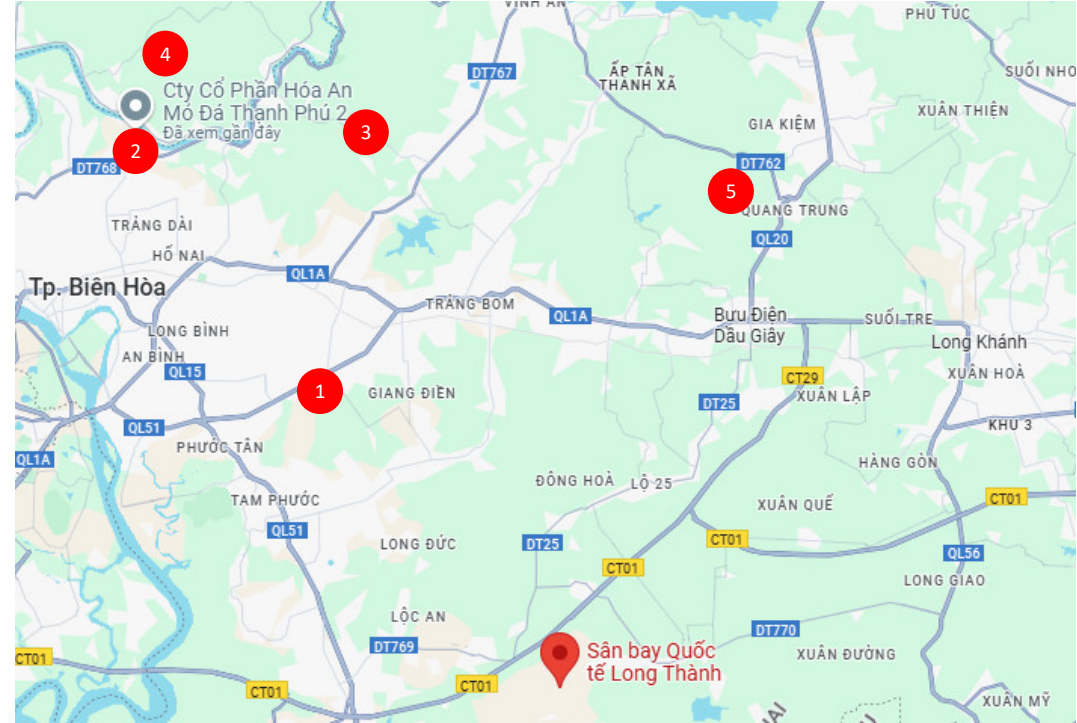 VĨNH AN
PHÚ TÚC
4
DT767
ẤP TÂN
THANH XÃ
SUỐI NHO
Cty Cổ Phần Hóa An
Mỏ Đá Thạnh Phú 2
Đã xem gần đây
XUÂN THIỆN
3
GIA KIỆM
2
DT768
DT762
5
QUANG TRUNG
TRẢNG DÀI
QL20
HỐ NAI
QL1A
Tp. Biên Hòa
TRẢNG BOM
QL1A
Bưu Điện
Dầu Giây
SUỐI TRE
LONG BÌNH
Long Khánh
AN BÌNH
QL15
CT29
XUÂN HOÀ
1
GIANG ĐIỀN
DT25
XUÂN LẬP
QL51
KHU 3
PHƯỚC TÂN
QL1A
HÀNG GÒN
ĐÔNG HOÀ
LỘ 25
TAM PHƯỚC
XUÂN QUẾ
CT01
QL51
LONG ĐỨC
DT25
CT01
QL56
CT01
LONG GIAO
LỘC AN
DT770
DT769
Sân bay Quốc
tế Long Thành
XUÂN ĐƯỜNG
CT01
CT01
CT01
XUÂN MỸ